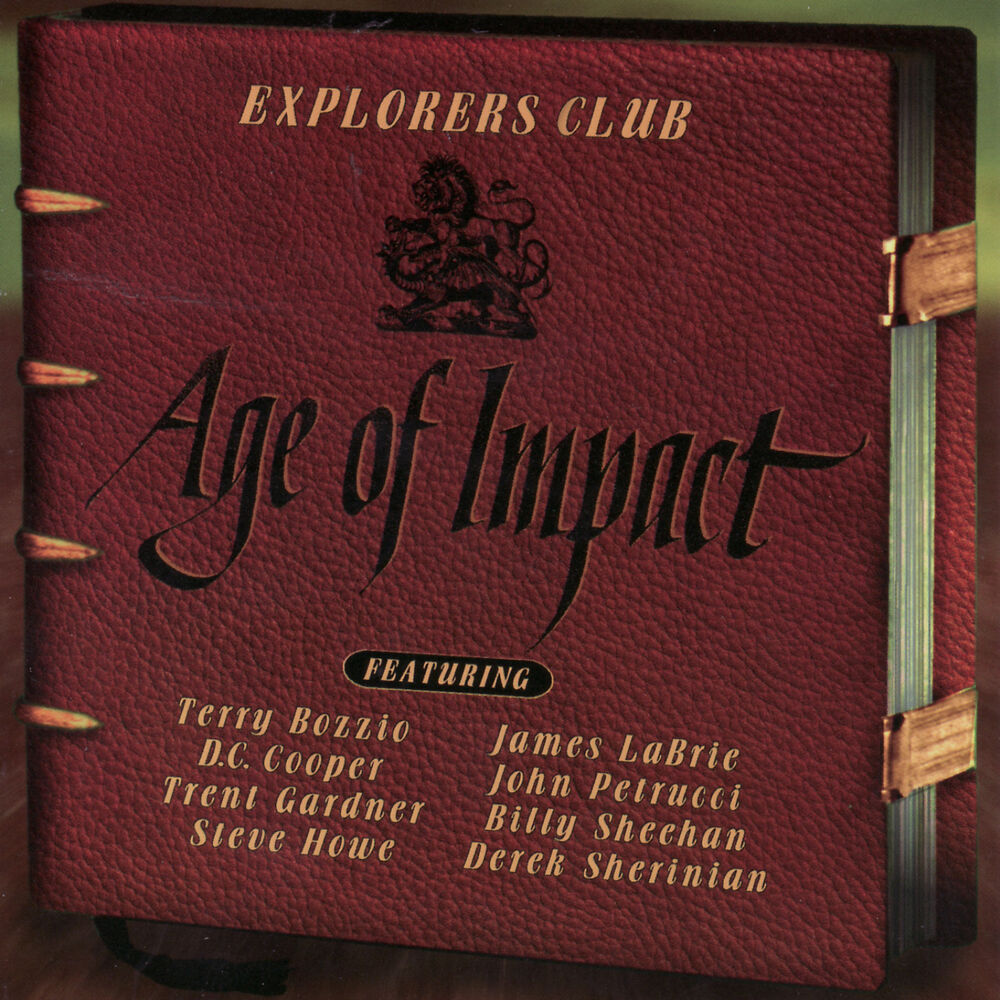 EXPLORERS CLUB
Age of Impact
FEATURING
Terry Bozzio
D.C. Cooper
Trent Gardner
Steve Howe
James LaBrie
John Petrucci
Billy Sheehan
Derek Sherinian